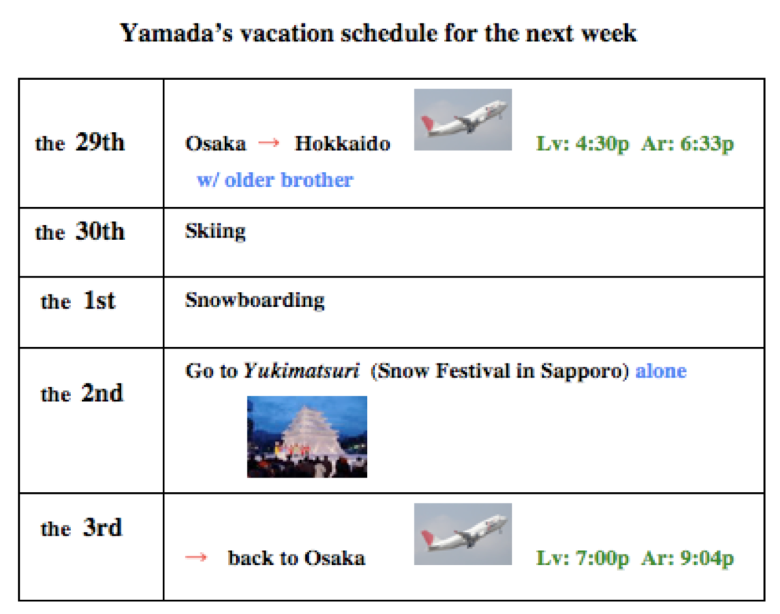 Yamada's vacation schedule for the next week
the 29th
Osaka → Hokkaido Lv: 4:30p Ar: 6:33p
w/ older brother
the 30th Skiing
the 1st Snowboarding
Go to Yukimatsuri (Snow Festival in Sapporo) alone
the 2nd
the 3rd
→ back to Osaka Lv: 7:00p Ar: 9:04p